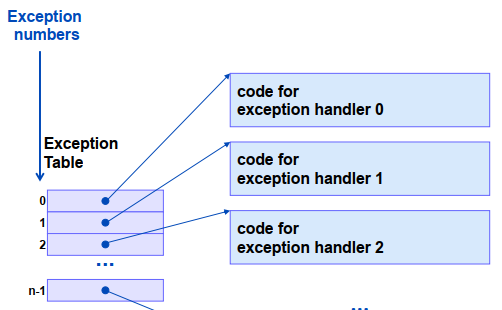 Exception
numbers
Exception
Table
0
1
2
...
n-1
code for
exception handler 0
code for
exception handler 1
code for
exception handler 2
...